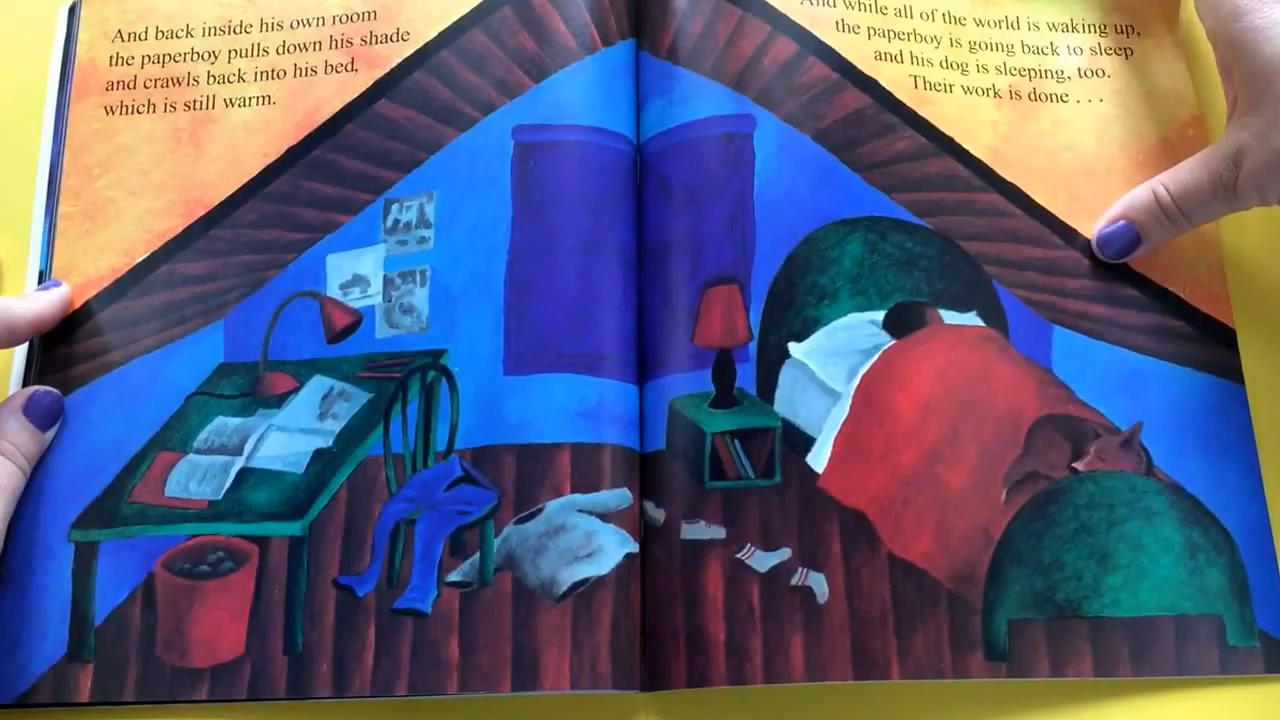 And back inside his own room
the paperboy pulls down his shade
and crawls back into his bed,
which is still warm.
And while all of the world is waking up,
the paperboy is going back to sleep
and his dog is sleeping, too.
Their work is done . . .